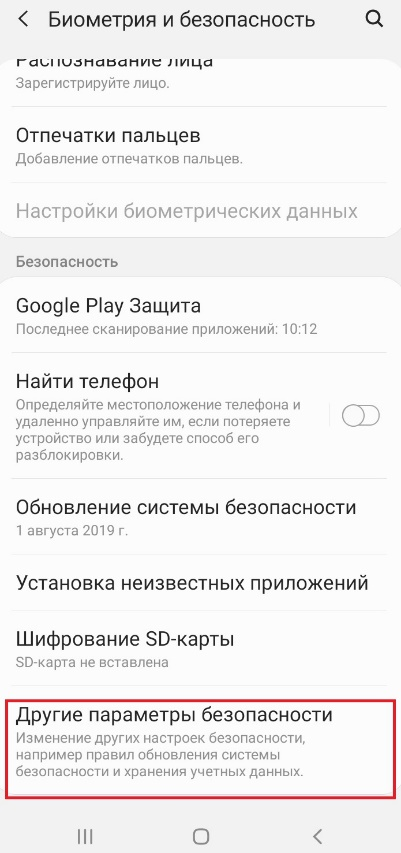 Биометрия и безопасность
Распознавание лица
Зарегистрируйте лицо.
Отпечатки пальцев
Добавление отпечатков пальцев.
Настройки биометрических данных
Безопасность
Google Play Защита
Последнее сканирование приложений: 10:12
Найти телефон
Определяйте местоположение телефона и
удаленно управляйте им, если потеряете
устройство или забудете способ его
разблокировки.
Обновление системы безопасности
1 августа 2019 г.
Установка неизвестных приложений
Шифрование SD-карты
SD-карта не вставлена
Другие параметры безопасности
Изменение других настроек безопасности,
например правил обновления системы
безопасности и хранения учетных данных.